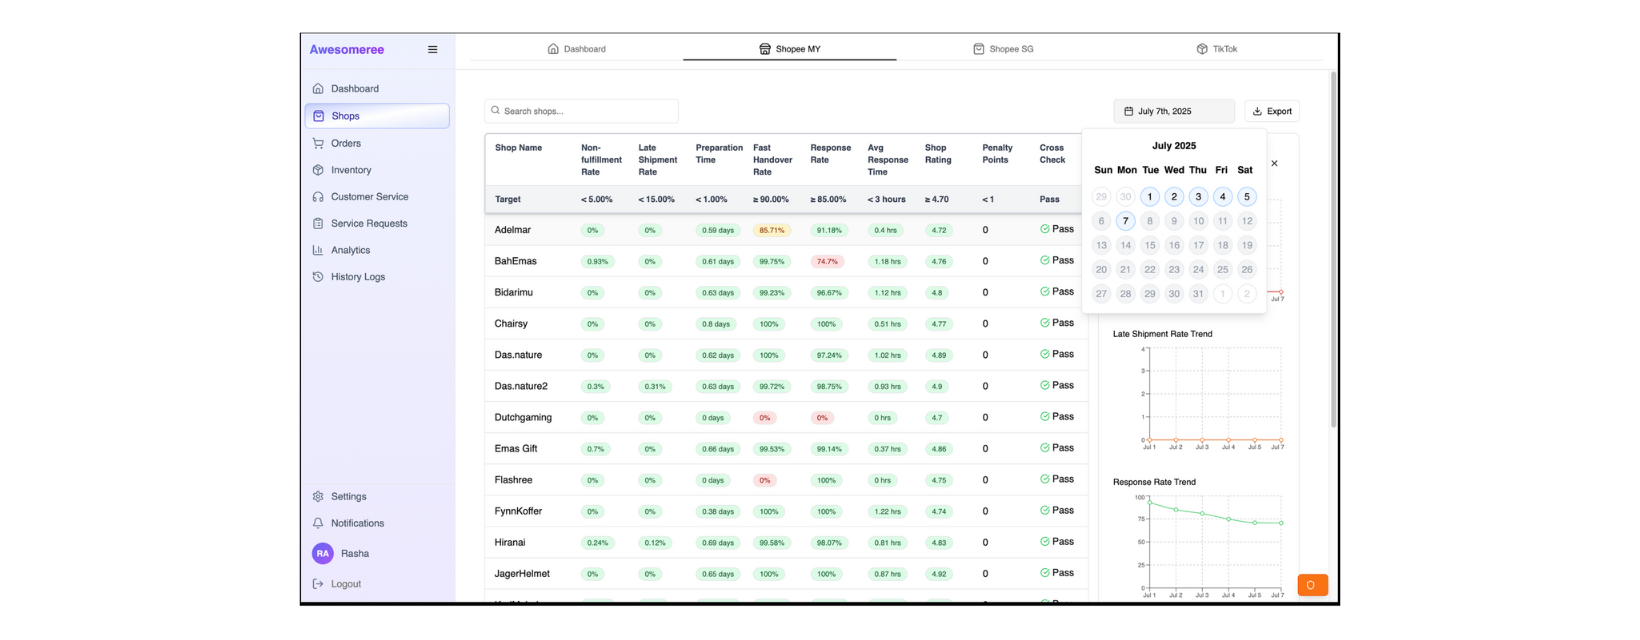 Awesomeree
Dashboard
Shopee MY
Shopee SG
TikTok
Dashboard
Shops
Orders
Inventory
Customer Service
Service Requests
Analytics
History Logs
Settings
Notifications
RA Rasha
Logout
Search shops...
July 7th, 2025
Export
Shop Name Non-fulfillment Rate Late Shipment Rate Preparation Time Fast Handover Rate Response Rate Avg Response Time Shop Rating Penalty Points Cross Check
Target < 5.00% < 15.00% < 1.00% ≥ 90.00% ≥ 85.00% < 3 hours ≥ 4.70 < 1 Pass
Adelmar 0% 0% 0.59 days 85.71% 91.18% 0.4 hrs 4.72 0 Pass
BahEmas 0.93% 0% 0.61 days 99.75% 74.7% 1.18 hrs 4.76 0 Pass
Bidarimu 0% 0% 0.63 days 99.23% 96.67% 1.12 hrs 4.8 0 Pass
Chairsy 0% 0% 0.8 days 100% 100% 0.51 hrs 4.77 0 Pass
Das.nature 0% 0% 0.62 days 100% 97.24% 1.02 hrs 4.89 0 Pass
Das.nature2 0.3% 0.31% 0.63 days 99.72% 98.75% 0.93 hrs 4.9 0 Pass
Dutchgaming 0% 0% 0 days 0% 0% 0 hrs 4.7 0 Pass
Emas Gift 0.7% 0% 0.66 days 99.53% 99.14% 0.37 hrs 4.86 0 Pass
Flashree 0% 0% 0 days 0% 100% 0 hrs 4.75 0 Pass
FynnKoffer 0% 0% 0.38 days 100% 100% 1.22 hrs 4.74 0 Pass
Hiranai 0.24% 0.12% 0.69 days 99.58% 98.07% 0.81 hrs 4.83 0 Pass
JagerHelmet 0% 0% 0.65 days 100% 100% 0.87 hrs 4.92 0 Pass
July 2025
Sun Mon Tue Wed Thu Fri Sat
29 30 1 2 3 4 5
6 7 8 9 10 11 12
13 14 15 16 17 18 19
20 21 22 23 24 25 26
27 28 29 30 31 1 2
Jul 7
Late Shipment Rate Trend
4
3
2
1
0
Jul 1 Jul 2 Jul 3 Jul 4 Jul 5 Jul 7
Response Rate Trend
100
75
50
25
0
Jul 1 Jul 2 Jul 3 Jul 4 Jul 5 Jul 7